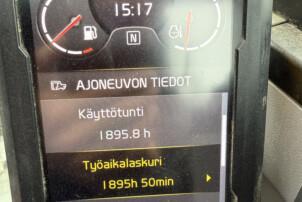 15:17
N
AJONEUVON TIEDOT
Käyttötunti
1895.8 h
Työaikalaskuri
1895h 50min